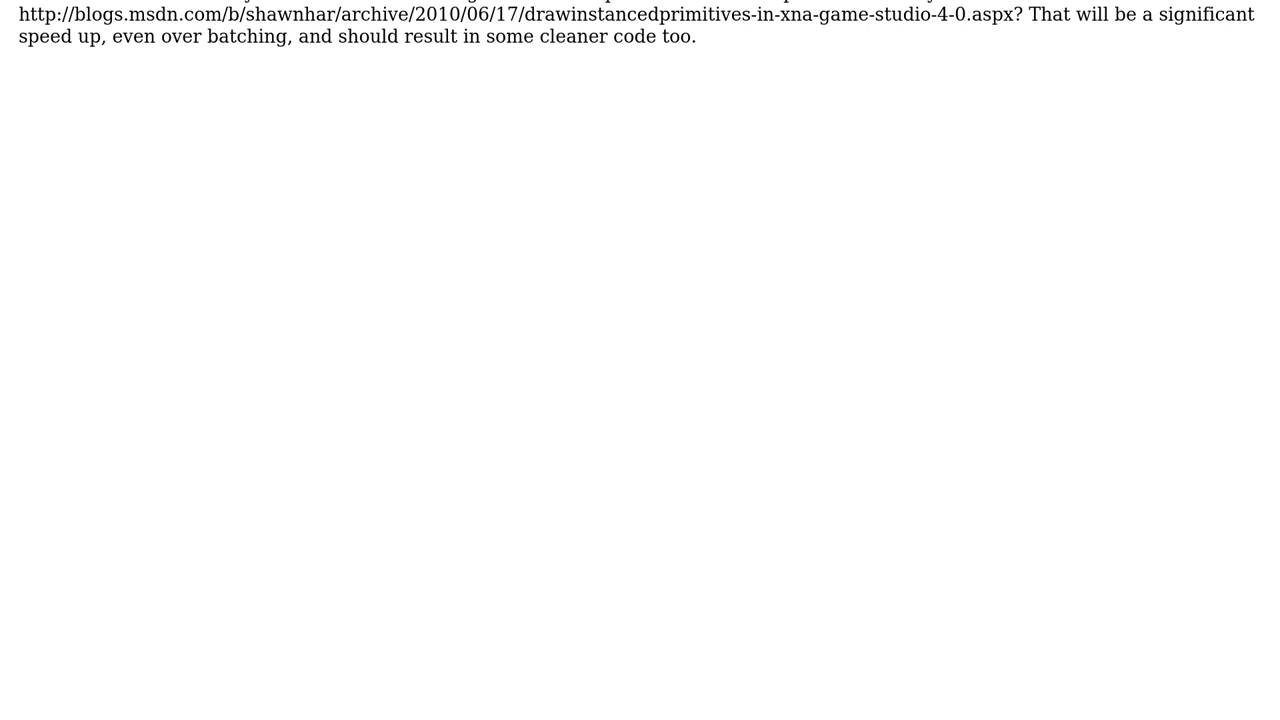 http://blogs.msdn.com/b/shawnhar/archive/2010/06/17/drawinstancedprimitives-in-xna-game-studio-4-0.aspx? That will be a significant
speed up, even over batching, and should result in some cleaner code too.